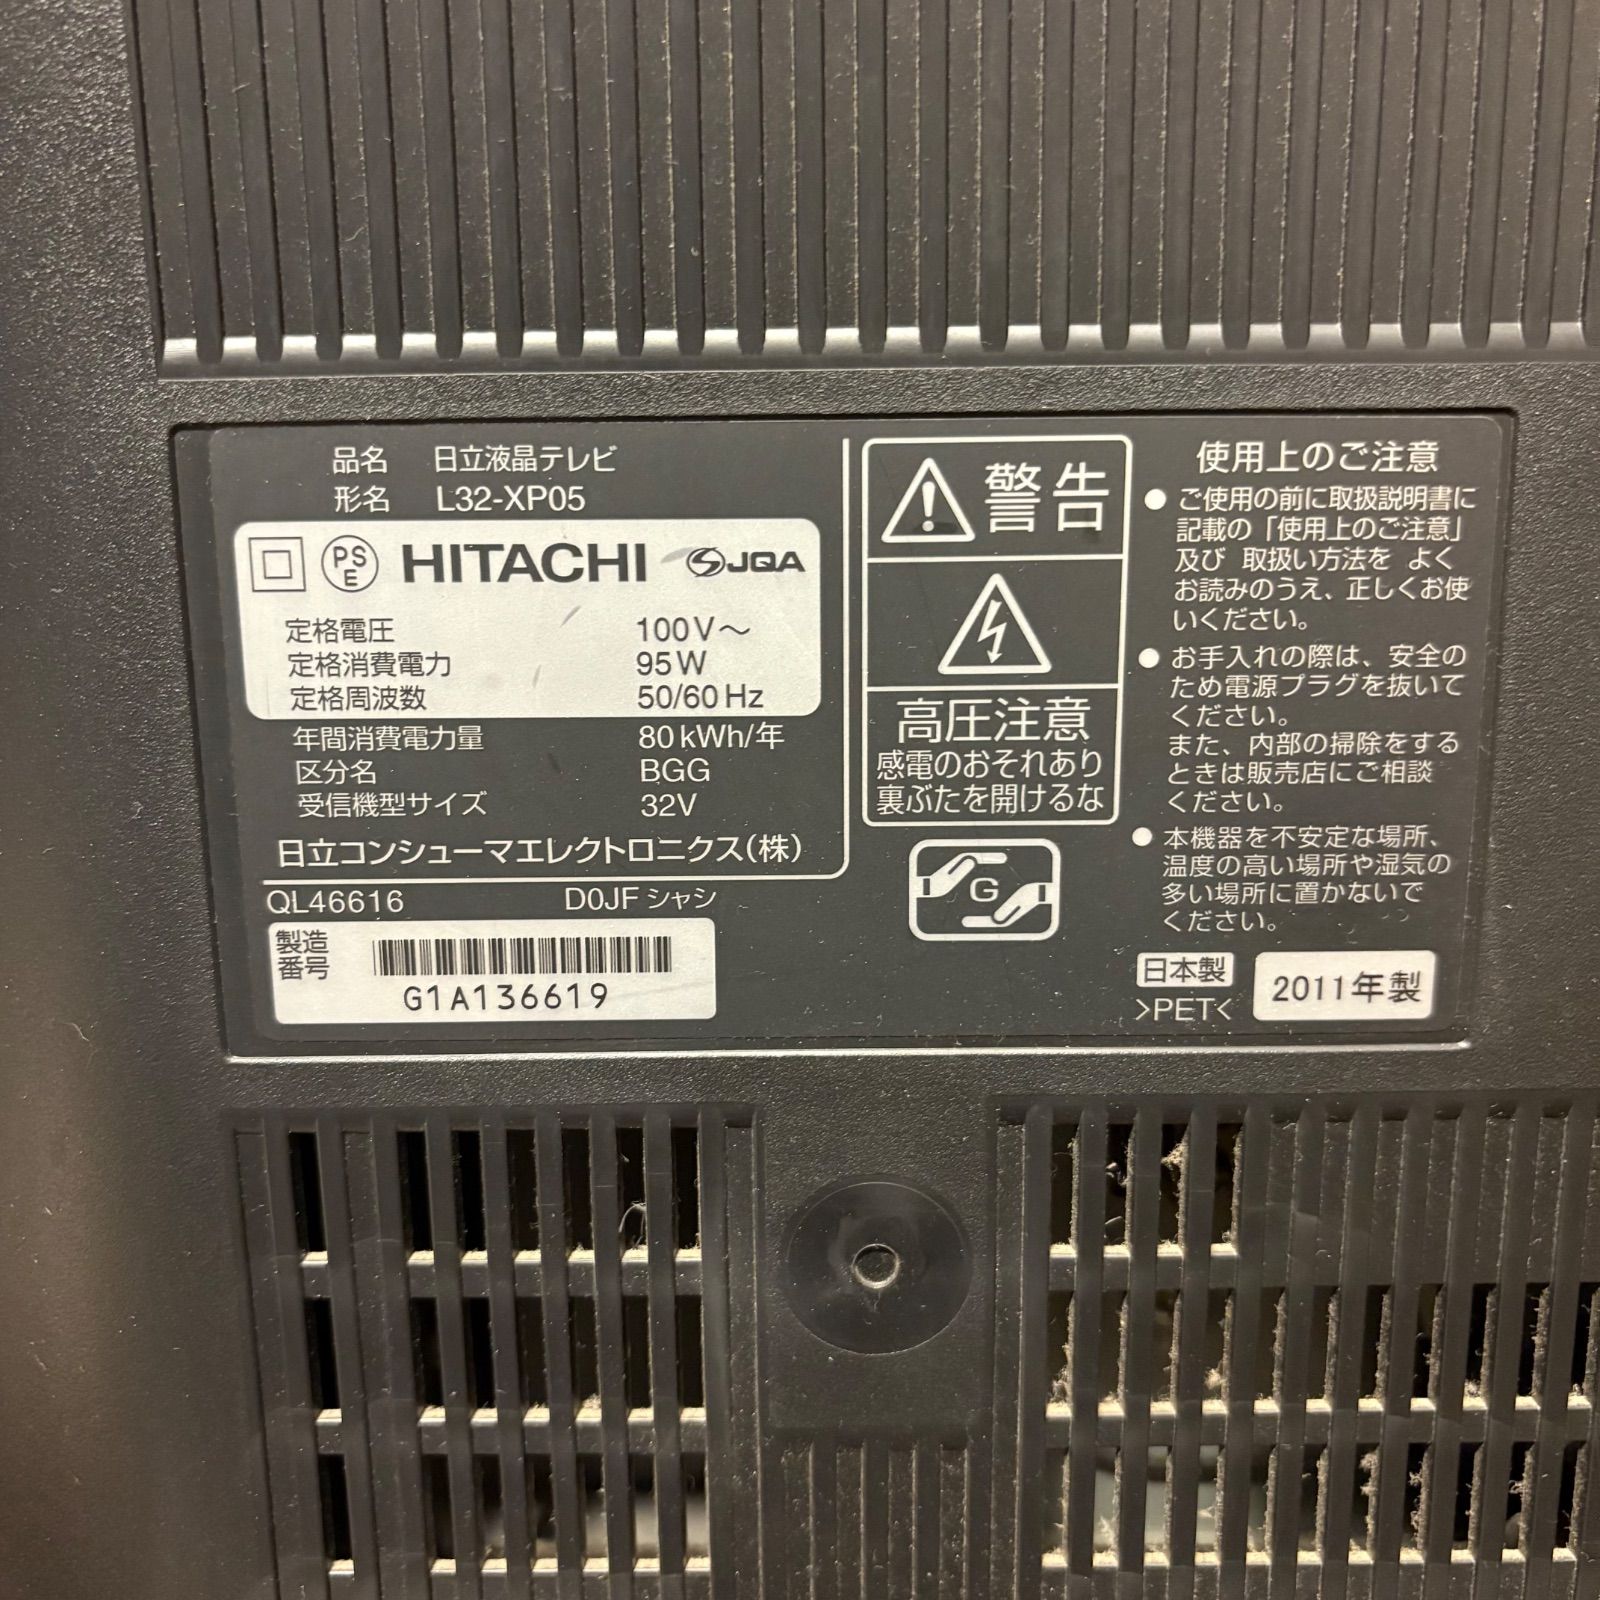 品名 日立液晶テレビ
形名 L32-XP05
PSE HITACHI JQA
定格電圧 100V～
定格消費電力 95W
定格周波数 50/60Hz
年間消費電力量 80kWh/年
区分名 BGG
受信機型サイズ 32V
日立コンシューマエレクトロニクス(株)
QL46616 D0JFシャシ
製造
番号
G1A136619
警告
高圧注意
感電のおそれあり
裏ぶたを開けるな
G
使用上のご注意
●ご使用の前に取扱説明書に
記載の「使用上のご注意」
及び 取扱い方法を よく
お読みのうえ、正しくお使
いください。
●お手入れの際は、安全の
ため電源プラグを抜いて
ください。
また、内部の掃除をする
ときは販売店にご相談
ください。
●本機器を不安定な場所、
温度の高い場所や湿気の
多い場所に置かないで
ください。
日本製
>PET<
2011年製